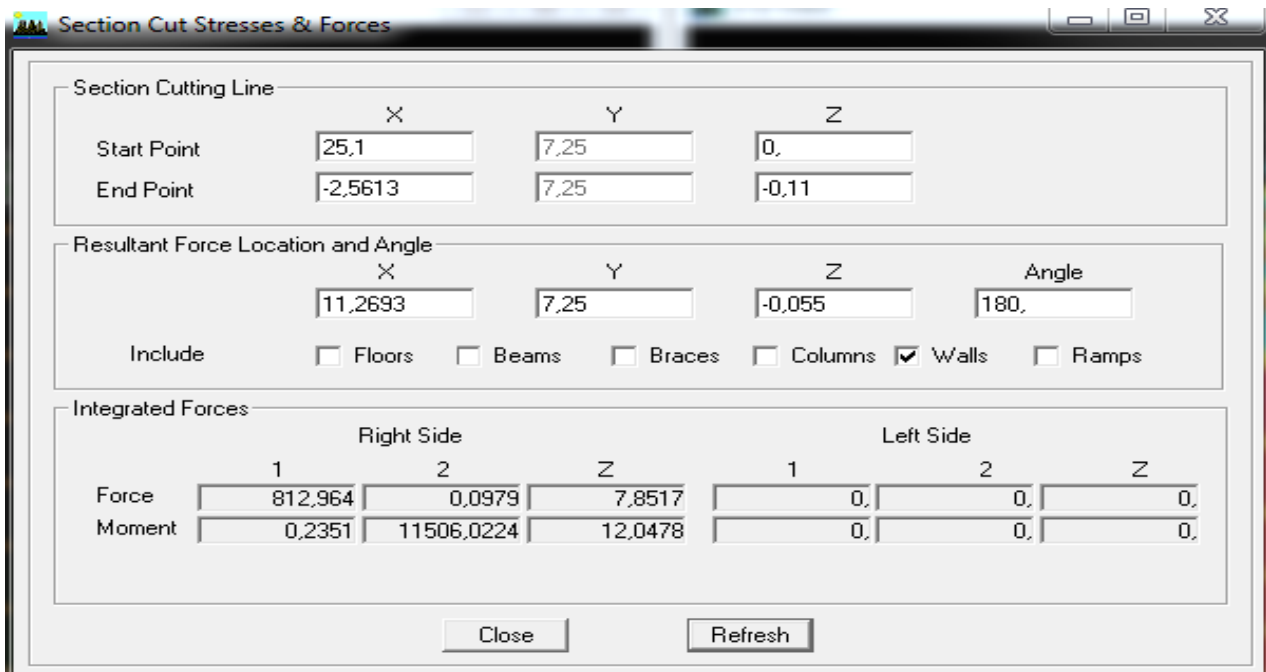 Section Cut Stresses & Forces
Section Cutting Line
X Y Z
Start Point 25,1 7,25 0,
End Point -2,5613 7,25 -0,11
Resultant Force Location and Angle
X Y Z Angle
11,2693 7,25 -0,055 180,
Include Floors Beams Braces Columns Walls Ramps
Integrated Forces
Right Side Left Side
1 2 Z 1 2 Z
Force 812,964 0,0979 7,8517 0, 0, 0,
Moment 0,2351 11506,0224 12,0478 0, 0, 0,
Close Refresh